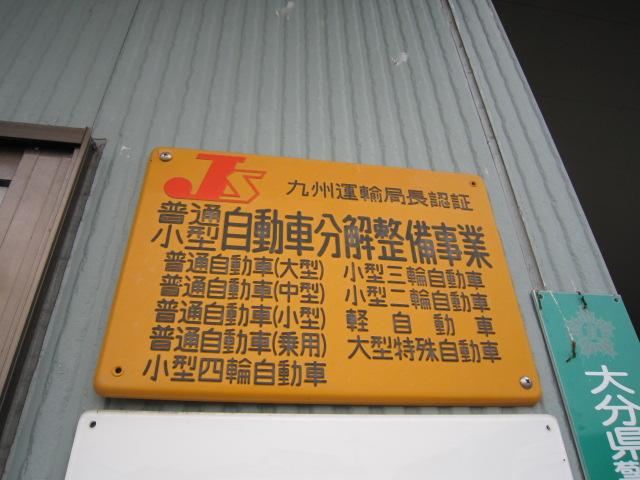 JS 九州運輸局長認証
普通
小型 自動車分解整備事業
普通自動車(大型) 小型三輪自動車
普通自動車(中型) 小型二輪自動車
普通自動車(小型) 軽自動車
普通自動車(乗用) 大型特殊自動車
小型四輪自動車
大分県警